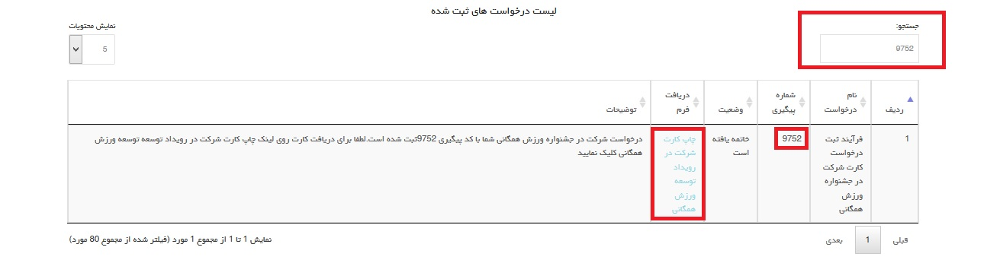 لیست درخواست های ثبت شده
جستجو:
9752
نمایش محتویات
5
ردیف
نام
درخواست
شماره
پیگیری
وضعیت
دریافت
فرم
توضیحات
1
فرآیند ثبت
درخواست
کارت شرکت
در جشنواره
ورزش
همگانی
9752
خاتمه یافته
است
چاپ کارت
شرکت در
رویداد
توسعه
ورزش
همگانی
درخواست شرکت در جشنواره ورزش همگانی شما با کد پیگیری 9752ثبت شده است.لطفا برای دریافت کارت روی لینک چاپ کارت شرکت در رویداد توسعه توسعه ورزش
همگانی کلیک نمایید
قبلی
1
بعدی
نمایش 1 تا 1 از مجموع 1 مورد (فیلتر شده از مجموع 80 مورد)